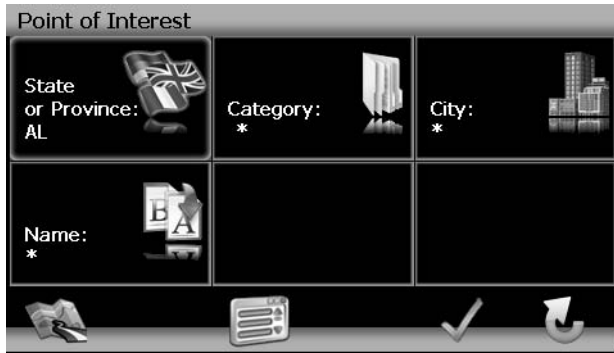 Point of Interest
State
or Province:
AL
Category:
*
City:
*
Name:
*
B
A